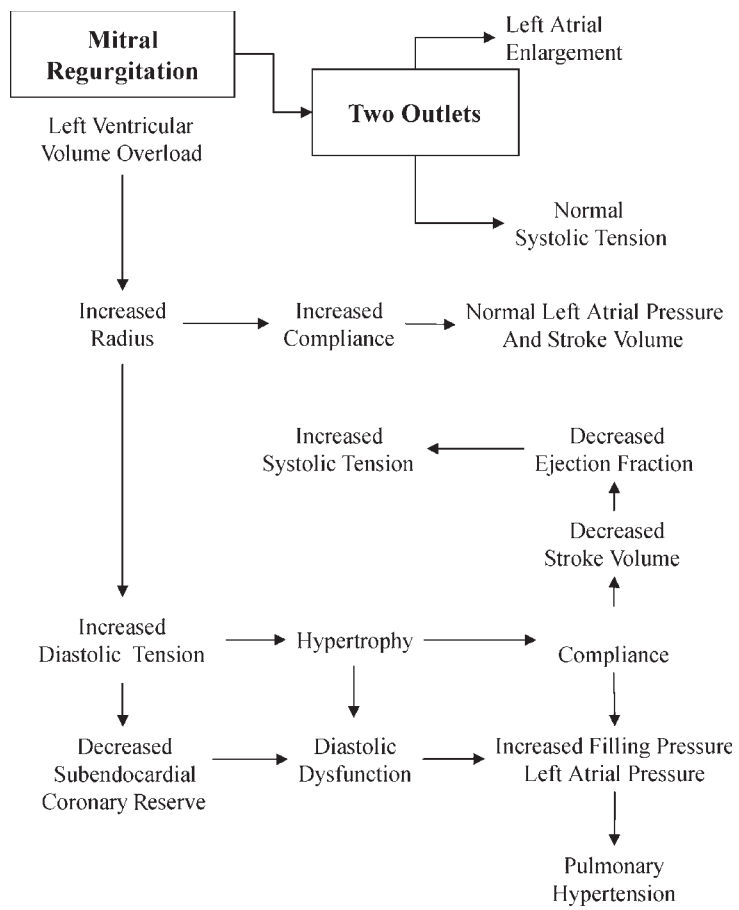 Mitral
Regurgitation
Left Atrial
Enlargement
Two Outlets
Left Ventricular
Volume Overload
Normal
Systolic Tension
Increased
Radius
Increased
Compliance
Normal Left Atrial Pressure
And Stroke Volume
Increased
Systolic Tension
Decreased
Ejection Fraction
Decreased
Stroke Volume
Increased
Diastolic Tension
Hypertrophy
Compliance
Decreased
Subendocardial
Coronary Reserve
Diastolic
Dysfunction
Increased Filling Pressure
Left Atrial Pressure
Pulmonary
Hypertension